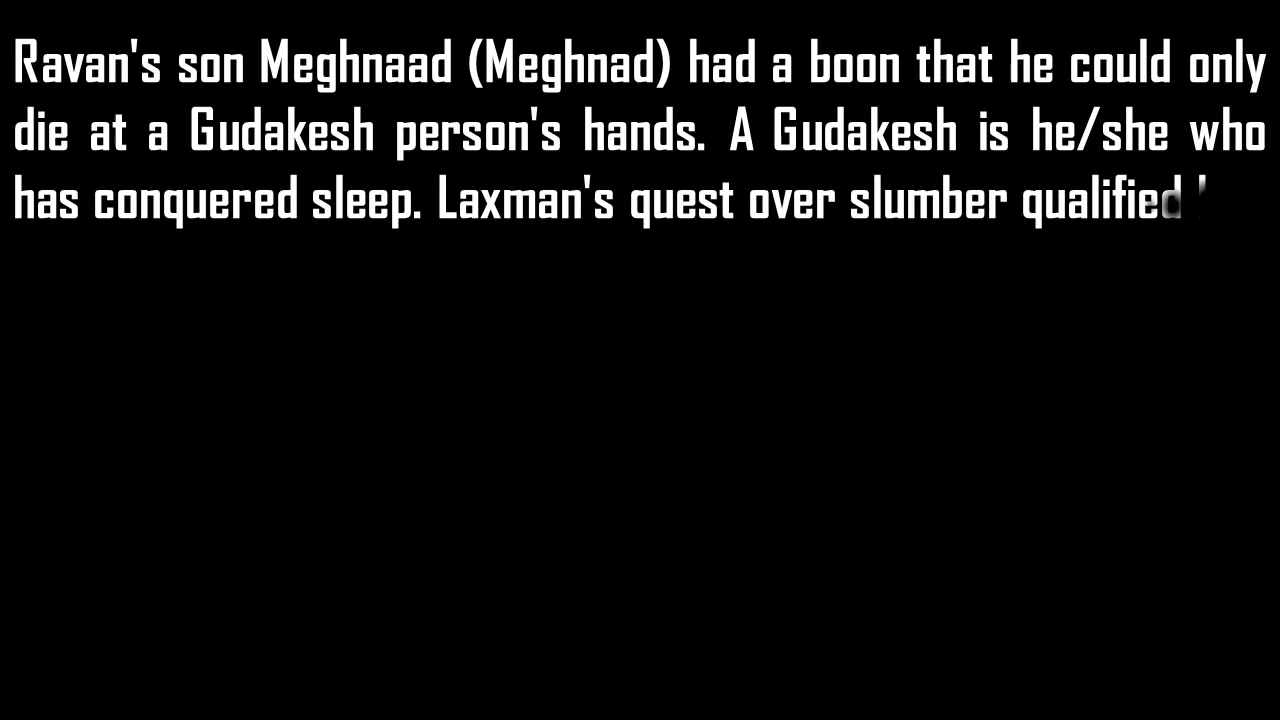 Ravan's son Meghnaad (Meghnad) had a boon that he could only
die at a Gudakesh person's hands. A Gudakesh is he/she who
has conquered sleep. Laxman's quest over slumber qualified